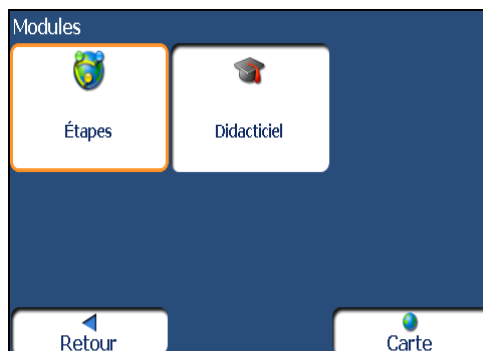 Modules
Étapes
Didacticiel
Retour
Carte